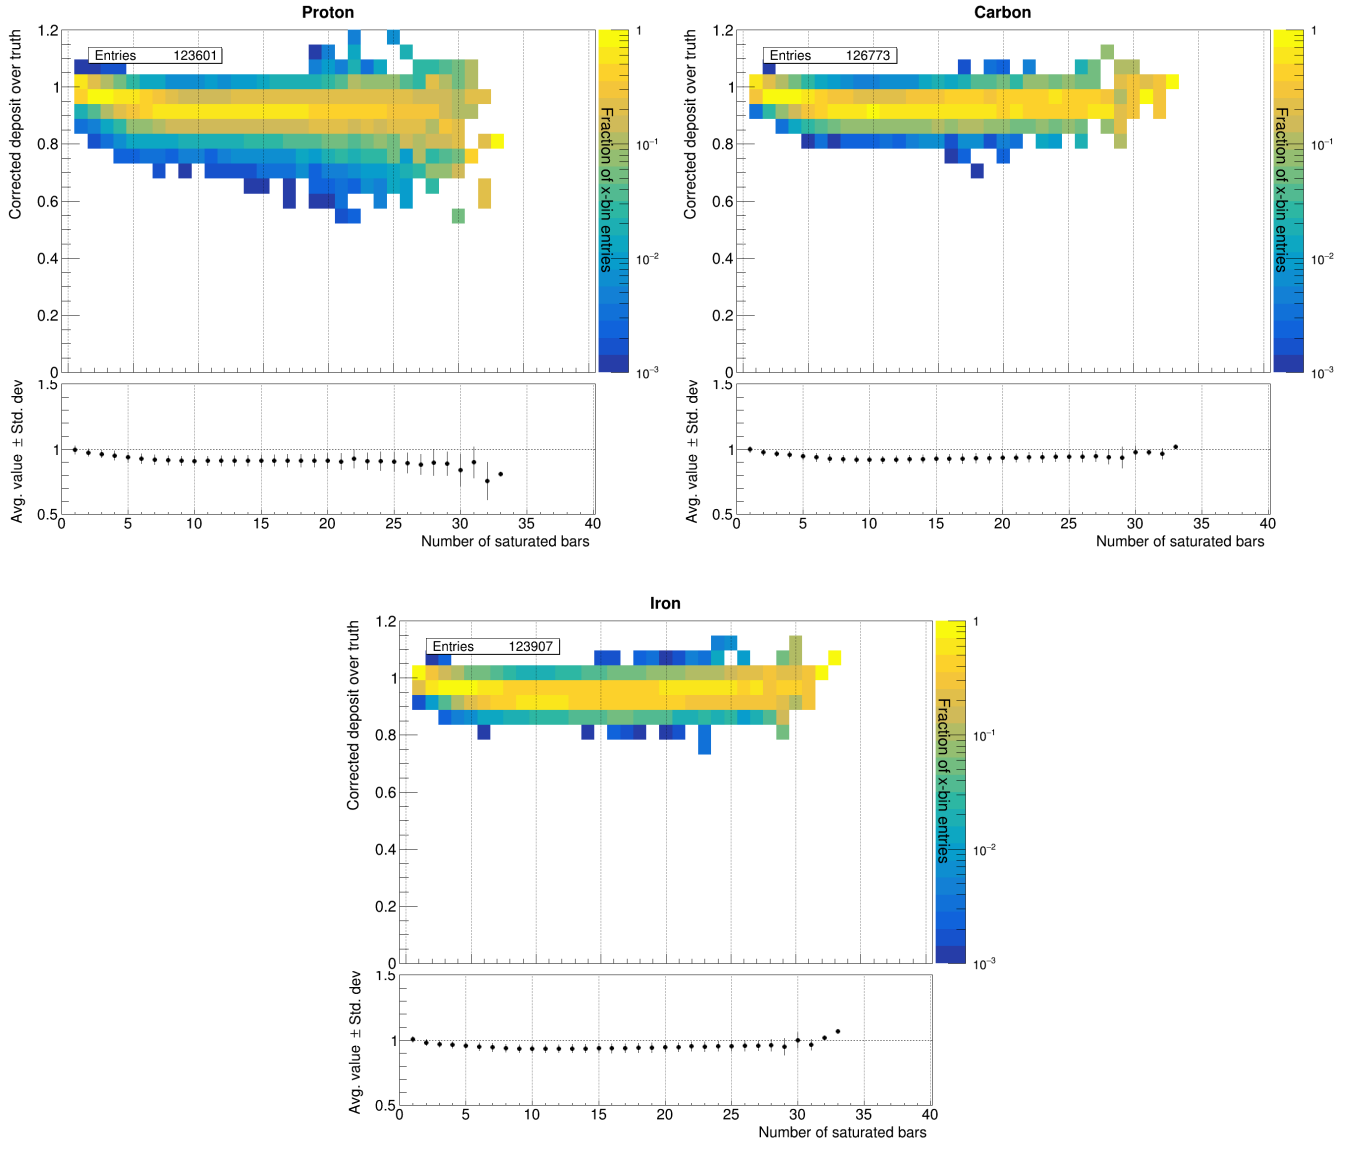 Proton
Entries 123601
Corrected deposit over truth
1.2
1
0.8
0.6
0.4
0.2
0
1
10⁻¹
10⁻²
10⁻³
Fraction of x-bin entries
Avg. value ± Std. dev
1.5
1
0.5
0 5 10 15 20 25 30 35 40
Number of saturated bars
Carbon
Entries 126773
Corrected deposit over truth
1.2
1
0.8
0.6
0.4
0.2
0
1
10⁻¹
10⁻²
10⁻³
Fraction of x-bin entries
Avg. value ± Std. dev
1.5
1
0.5
0 5 10 15 20 25 30 35 40
Number of saturated bars
Iron
Entries 123907
Corrected deposit over truth
1.2
1
0.8
0.6
0.4
0.2
0
1
10⁻¹
10⁻²
10⁻³
Fraction of x-bin entries
Avg. value ± Std. dev
1.5
1
0.5
0 5 10 15 20 25 30 35 40
Number of saturated bars